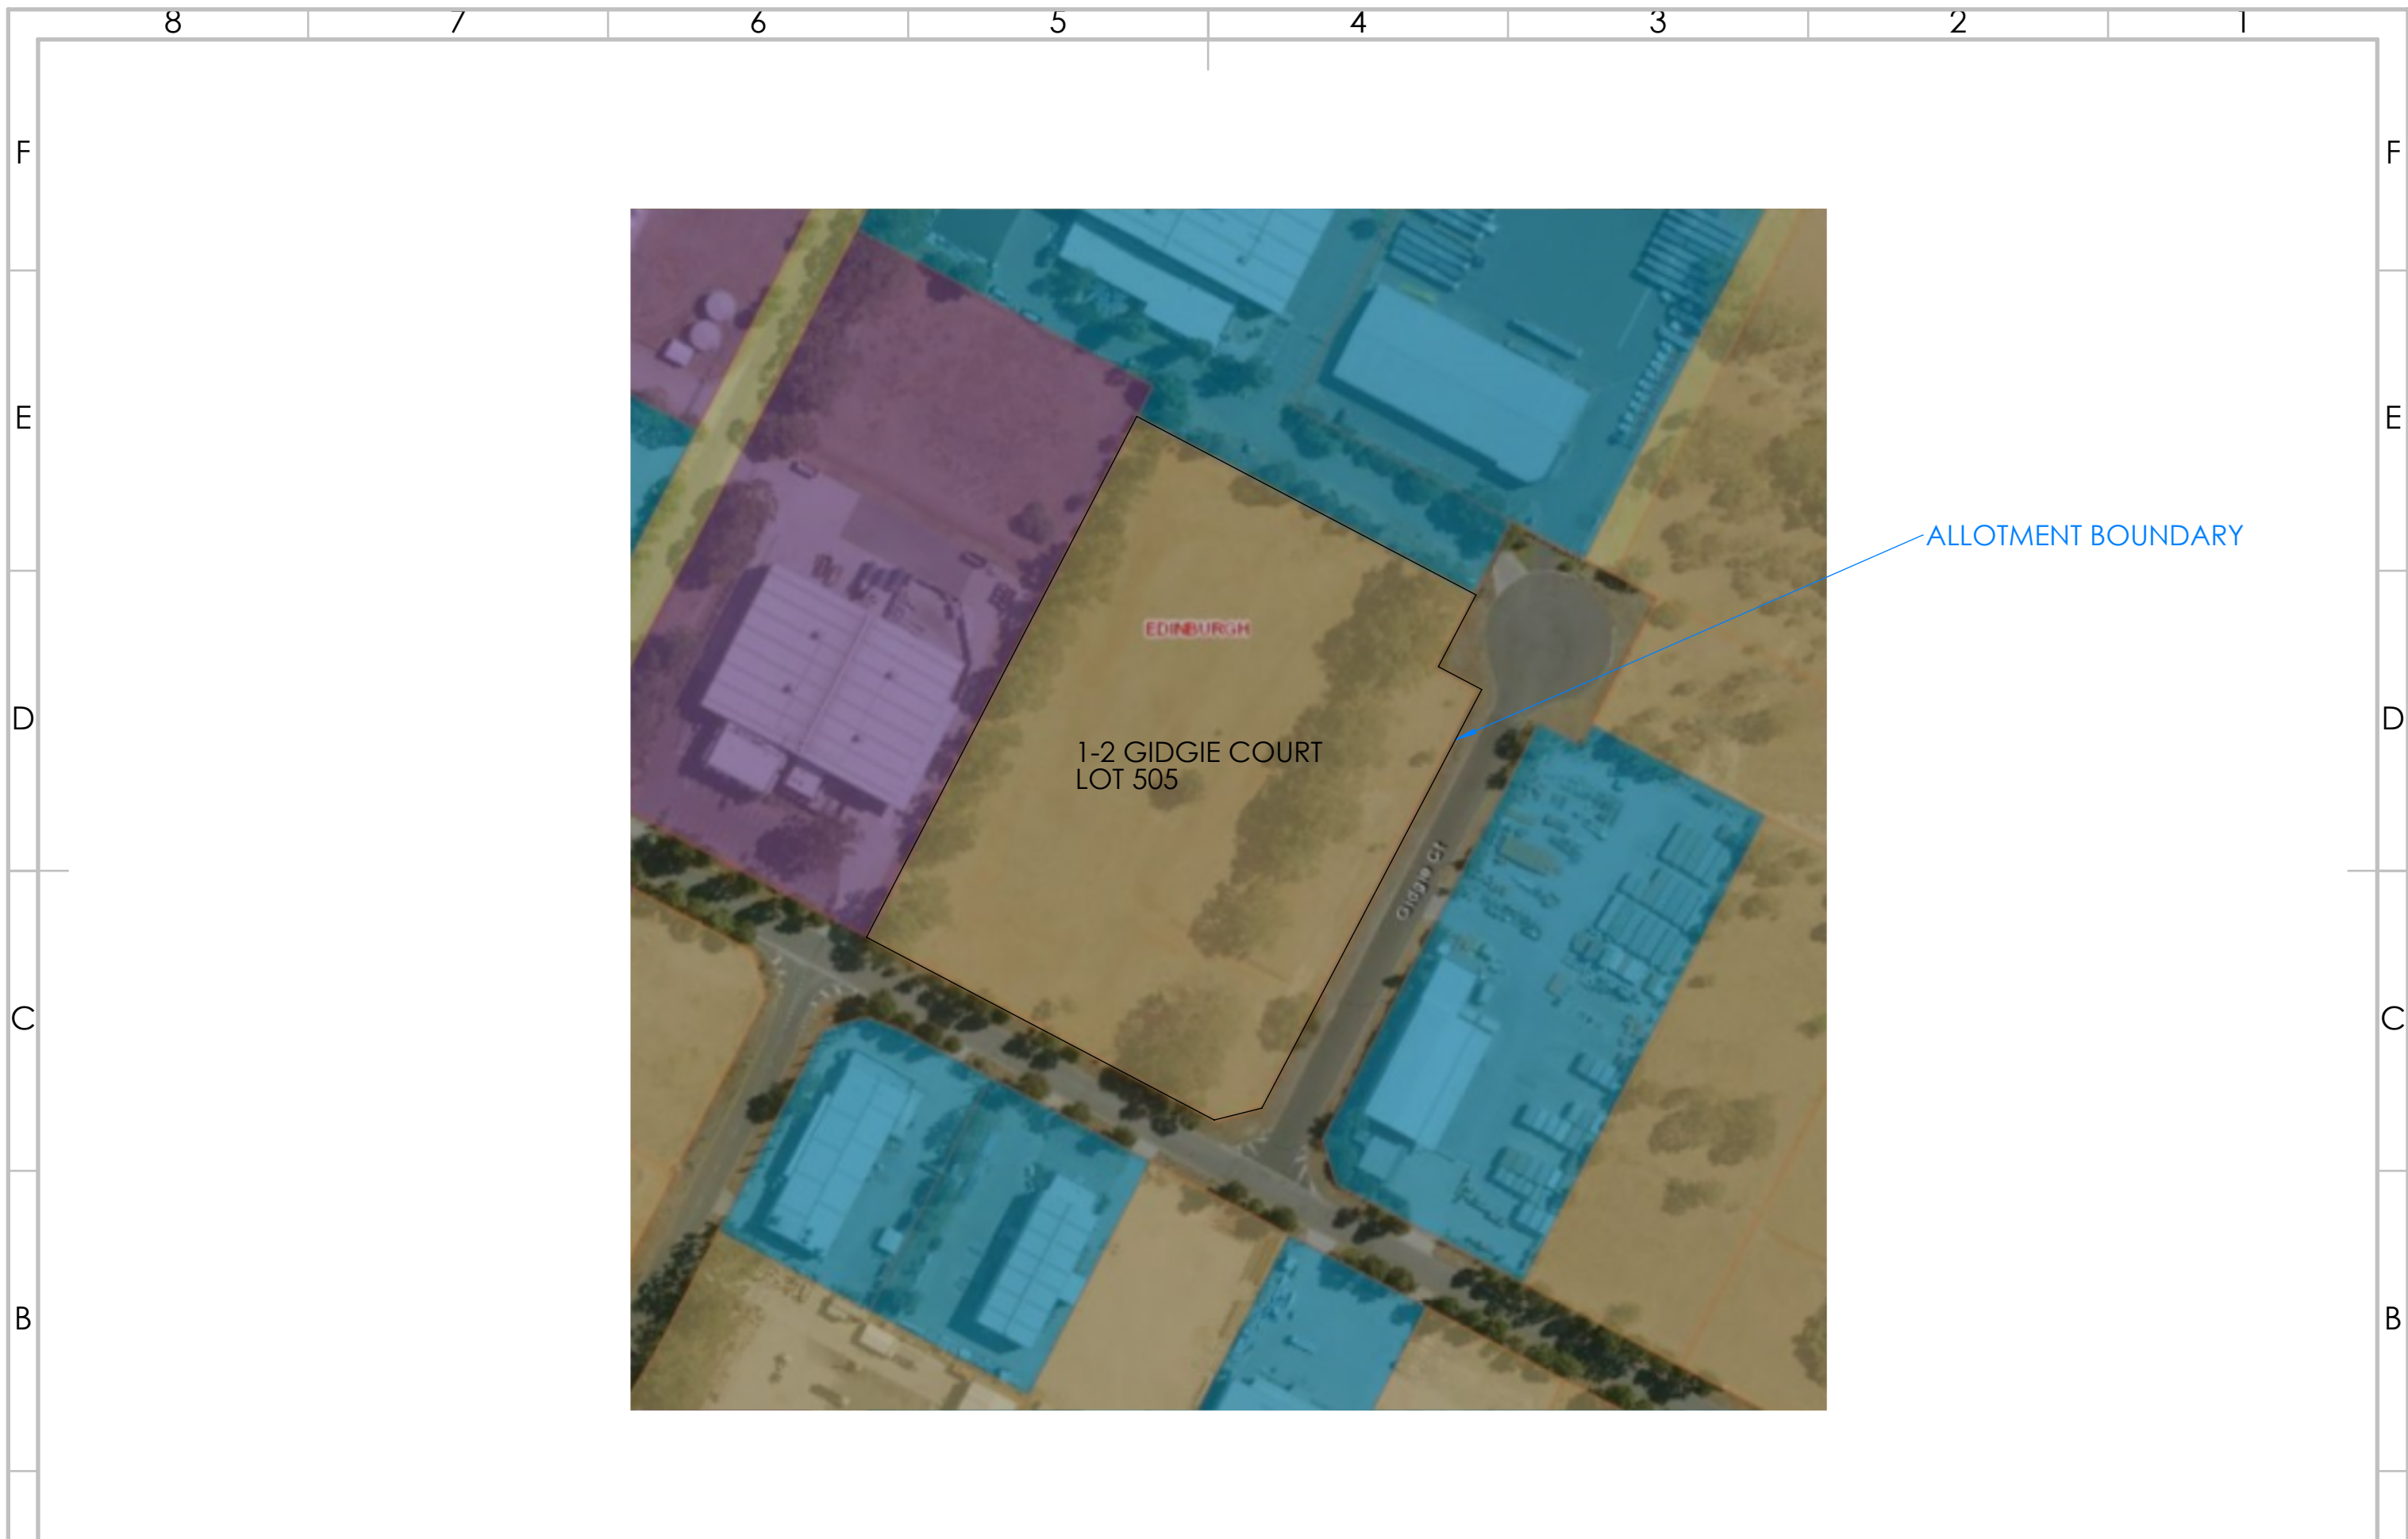 8 7 6 5 4 3 2 1
F F
E E
ALLOTMENT BOUNDARY
EDINBURGH
D D
1-2 GIDGIE COURT
LOT 505
Gidgie Ct
C C
B B